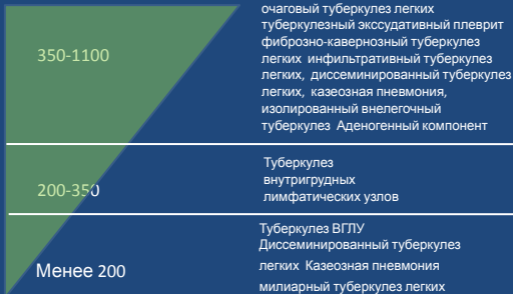 350-1100
очаговый туберкулез легких
туберкулезный экссудативный плеврит
фиброзно-кавернозный туберкулез
легких инфильтративный туберкулез
легких, диссеминированный туберкулез
легких, казеозная пневмония,
изолированный внелегочный
туберкулез Аденогенный компонент
200-350
Туберкулез
внутригрудных
лимфатических узлов
Менее 200
Туберкулез ВГЛУ
Диссеминированный туберкулез
легких Казеозная пневмония
милиарный туберкулез легких